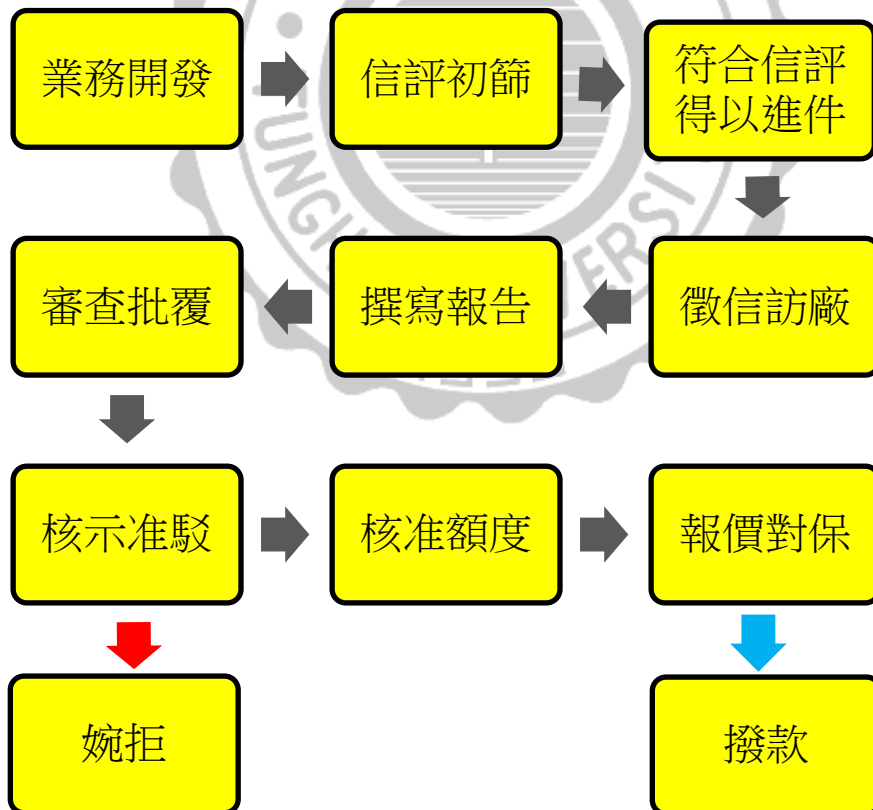 業務開發
信評初篩
符合信評
得以進件
徵信訪廠
撰寫報告
審查批覆
核示准駁
核准額度
報價對保
婉拒
撥款